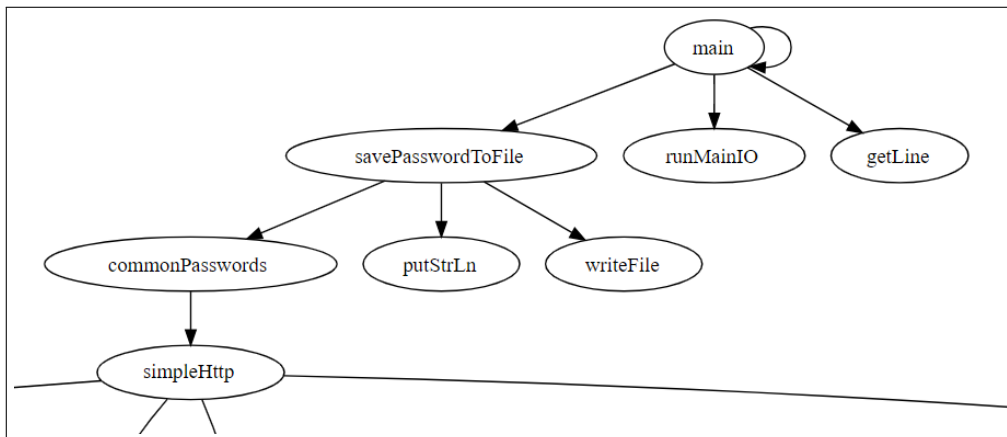 main
savePasswordToFile
runMainIO
getLine
commonPasswords
putStrLn
writeFile
simpleHttp